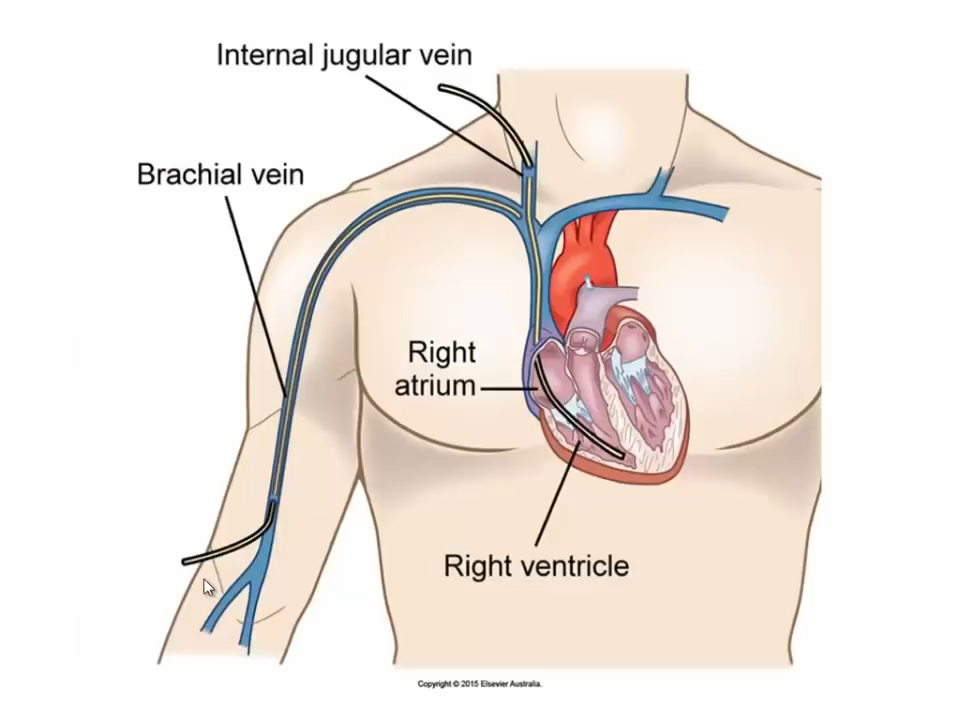 Internal jugular vein
Brachial vein
Right
atrium
Right ventricle
Copyright © 2015 Elsevier Australia.